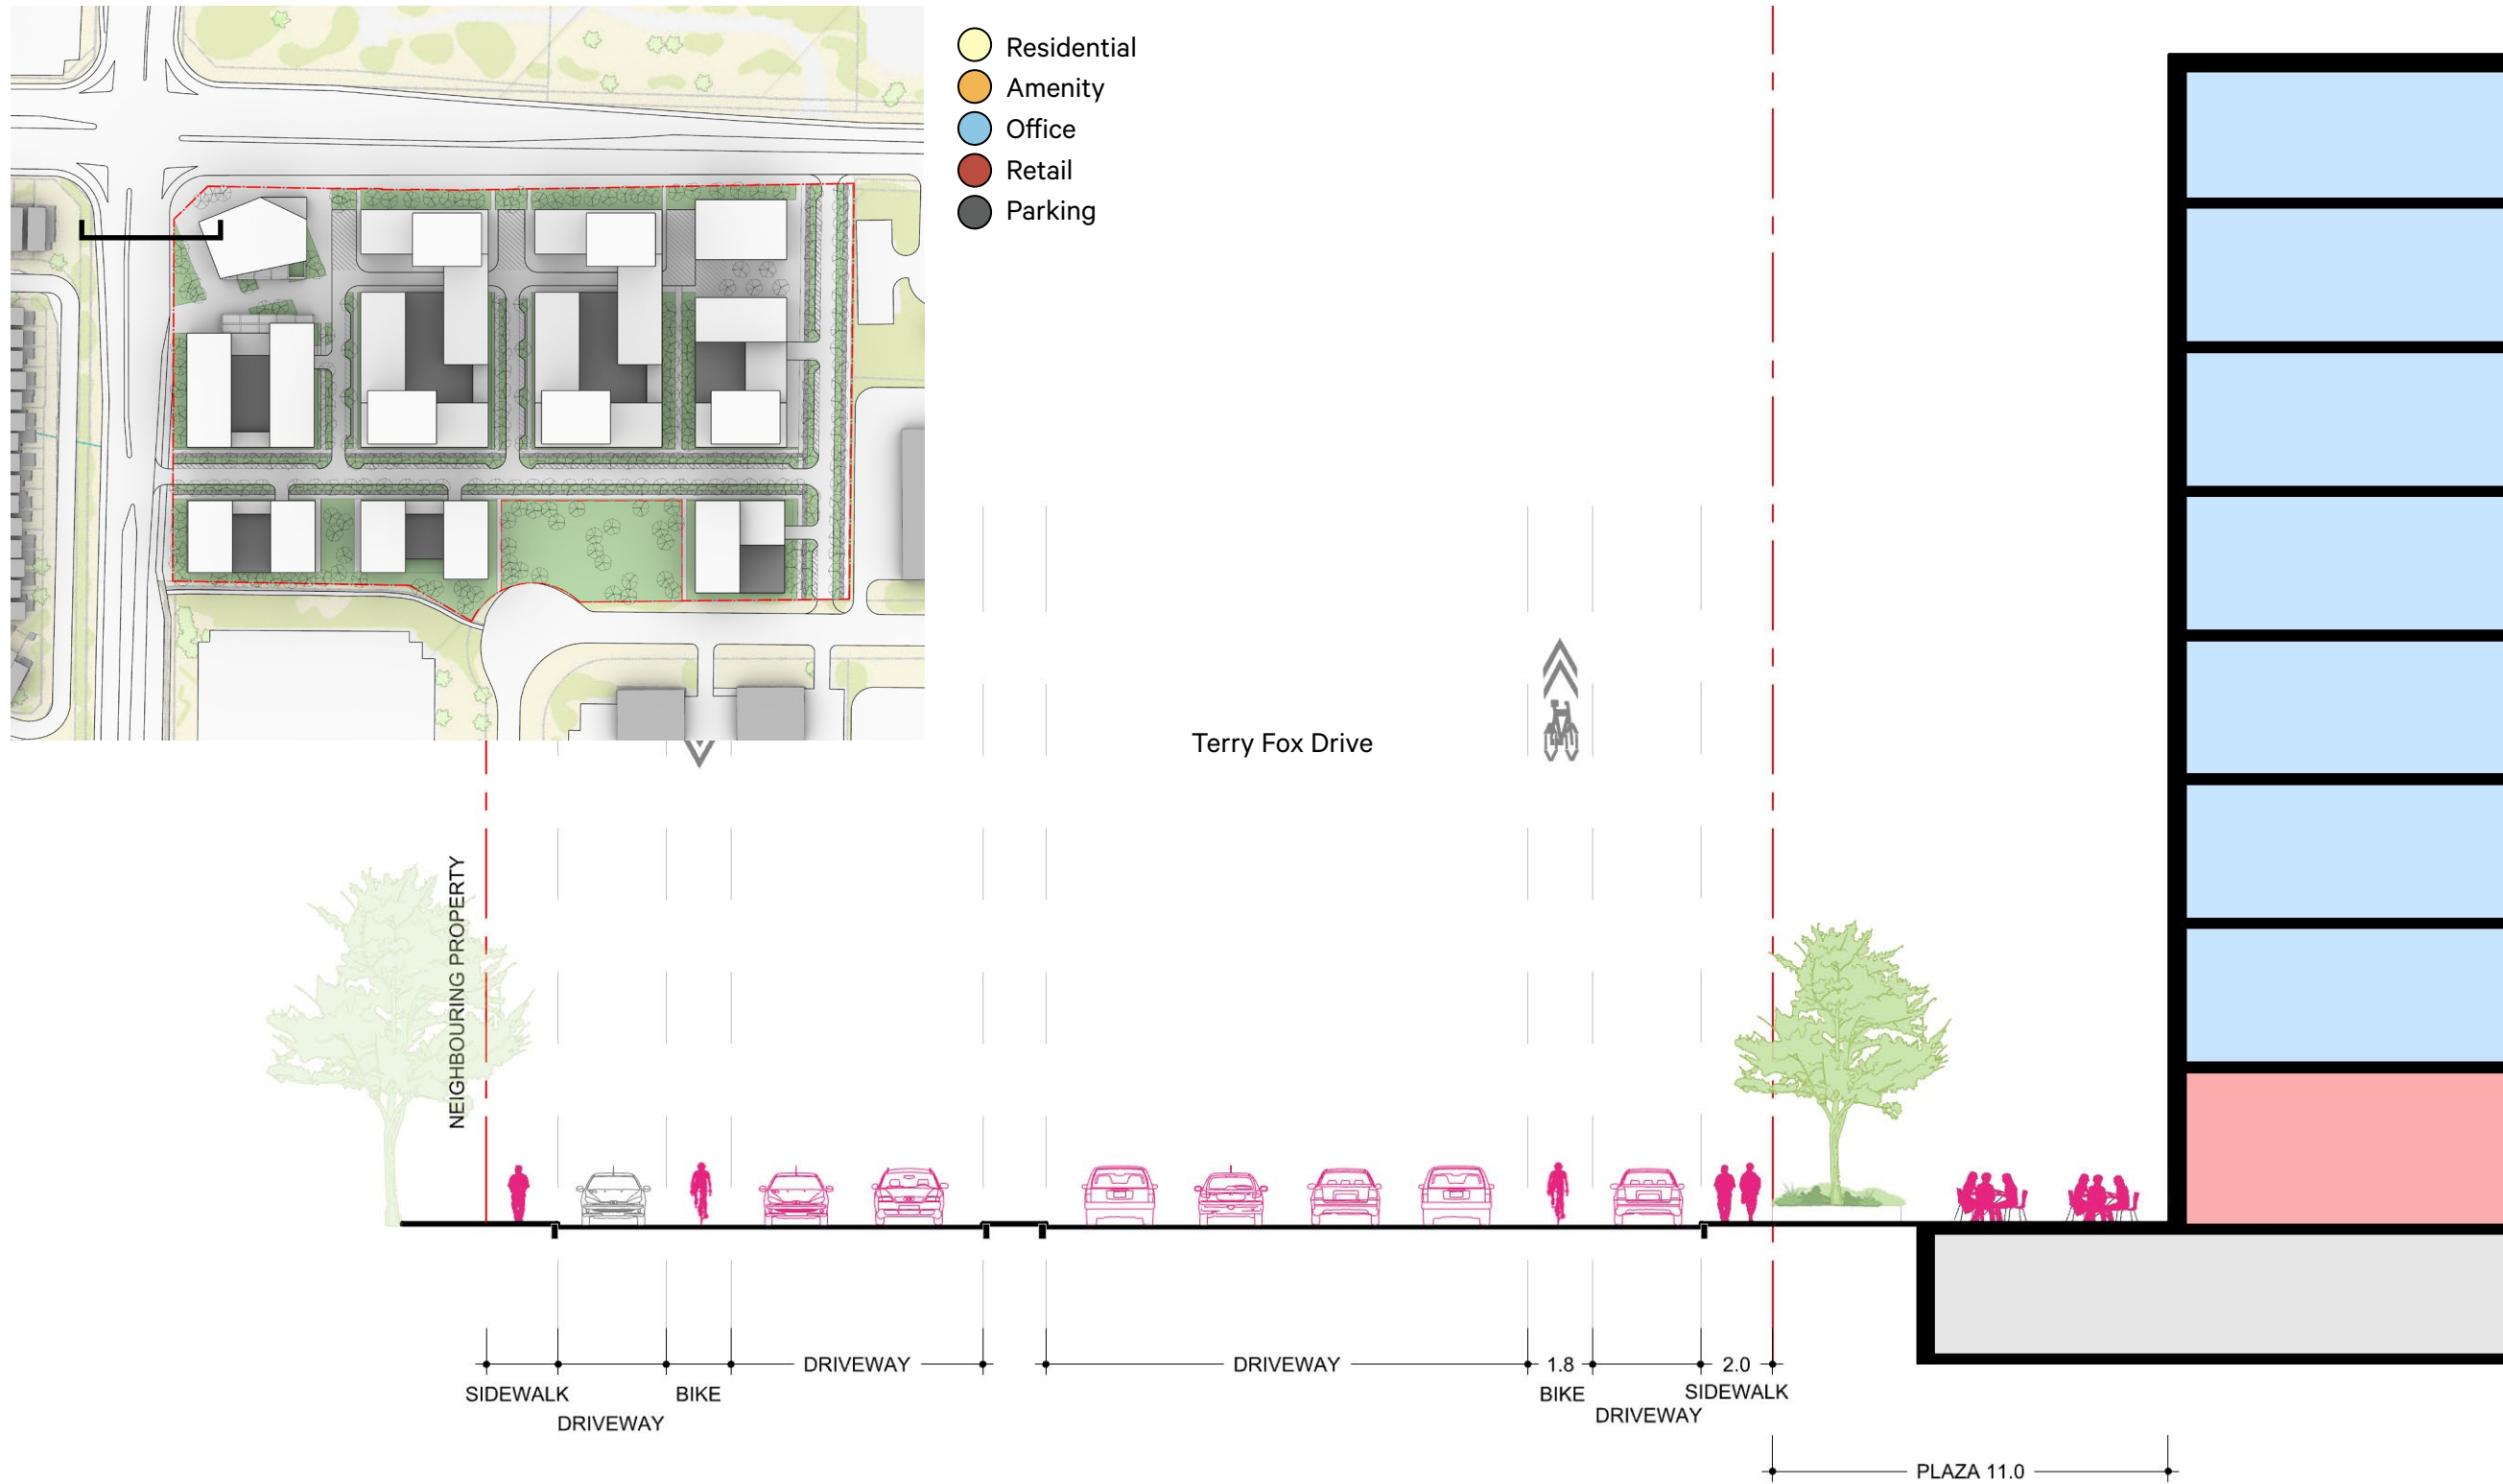 Residential
Amenity
Office
Retail
Parking
Terry Fox Drive
NEIGHBOURING PROPERTY
DRIVEWAY
DRIVEWAY
1.8
2.0
SIDEWALK
BIKE
BIKE
SIDEWALK
DRIVEWAY
DRIVEWAY
PLAZA 11.0